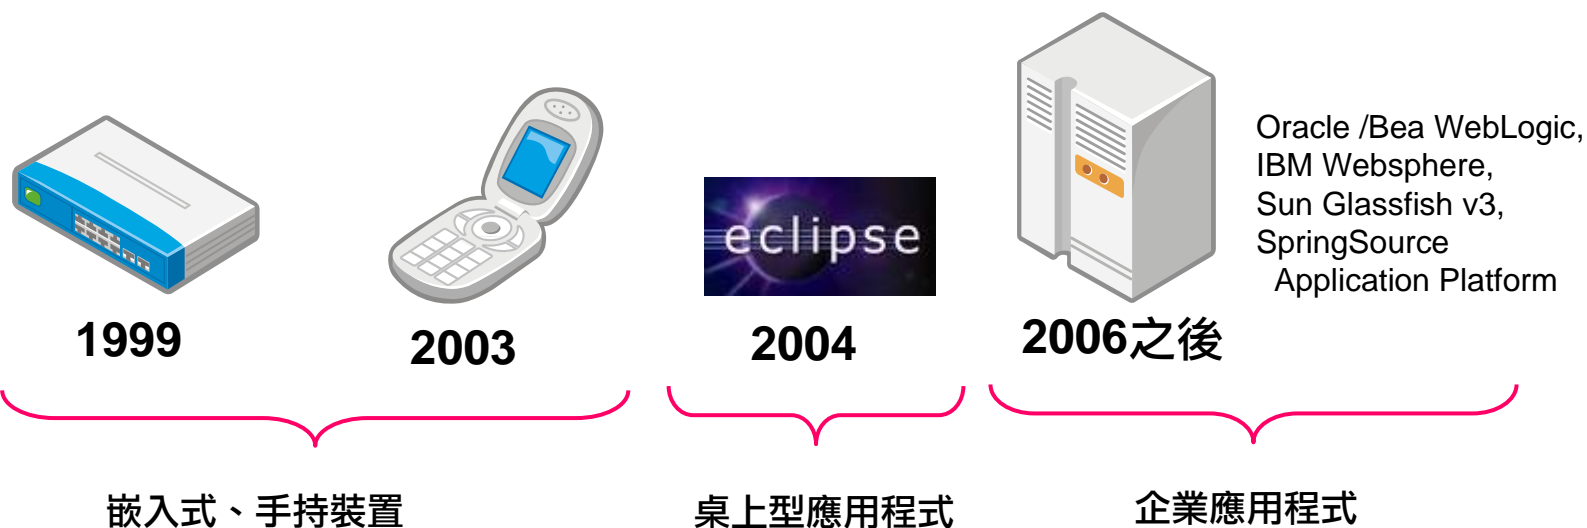 eclipse
Oracle /Bea WebLogic,
IBM Websphere,
Sun Glassfish v3,
SpringSource
Application Platform
1999
2003
2004
2006之後
嵌入式、手持裝置
桌上型應用程式
企業應用程式